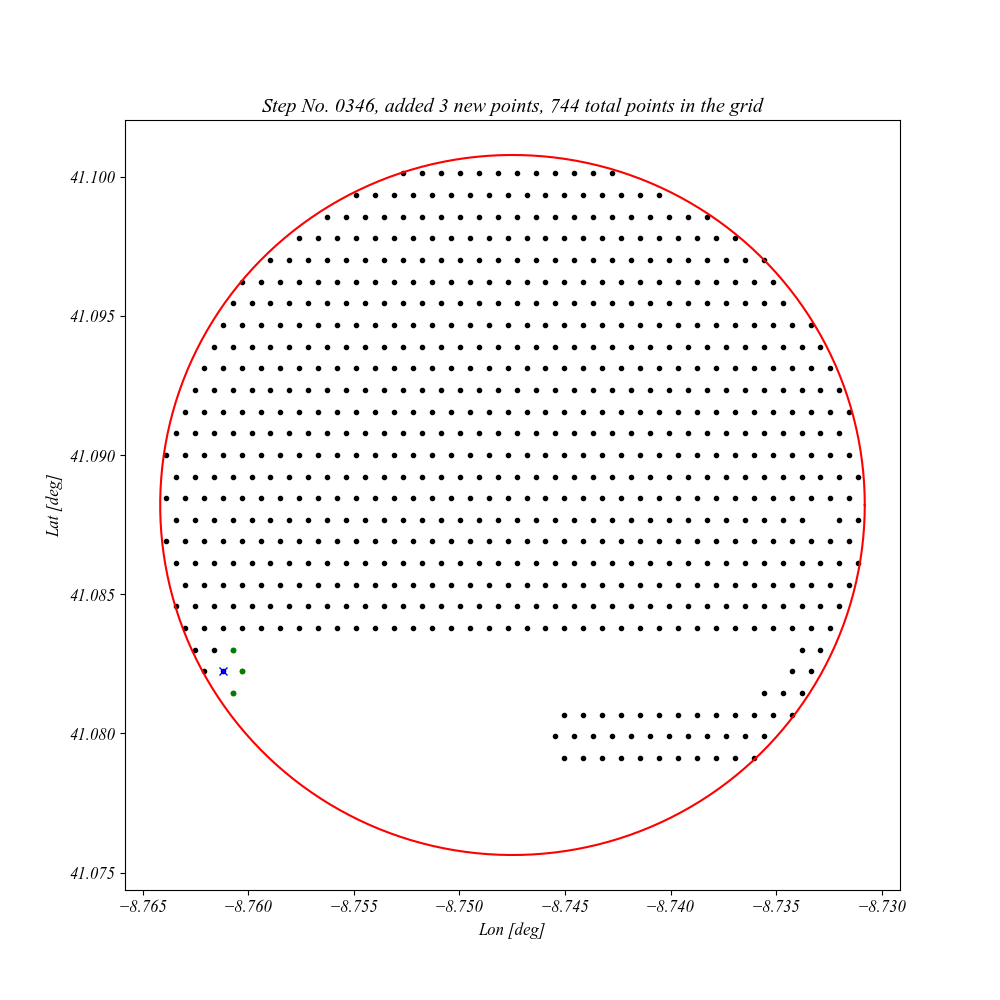 Step No. 0346, added 3 new points, 744 total points in the grid
41.100
41.095
41.090
41.085
41.080
41.075
Lat [deg]
−8.765 −8.760 −8.755 −8.750 −8.745 −8.740 −8.735 −8.730
Lon [deg]